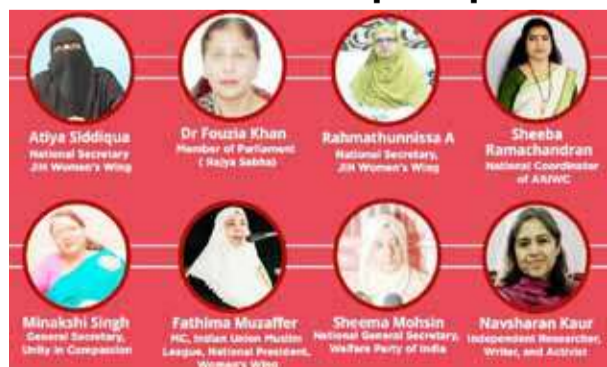 Atiya Siddiqua
National Secretary
JIH Women's Wing
Dr Fouzia Khan
Member of Parliament
( Rajya Sabha)
Rahmathunnissa A
National Secretary,
JIH Women's Wing
Sheeba
Ramachandran
National Coordinator
of
Minakshi Singh
General Secretary,
Unity in Compassion
Fathima Muzaffer
MC, Indian Union Muslim
League, National President,
Women's Wing
Sheema Mohsin
National General Secretary,
Welfare Party of India
Navsharan Kaur
Independent Researcher,
Writer, and Activist